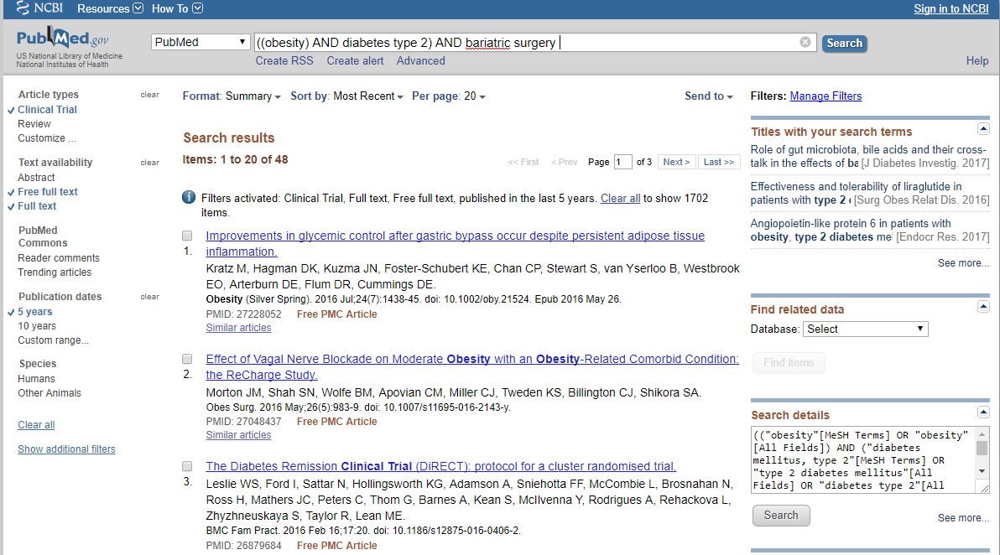 NCBI Resources How To Sign in to NCBI
PubMed.gov
US National Library of Medicine
National Institutes of Health
PubMed ((obesity) AND diabetes type 2) AND bariatric surgery Search
Create RSS Create alert Advanced Help
Article types clear
Clinical Trial
Review
Customize ...
Text availability clear
Abstract
Free full text
Full text
PubMed
Commons
Reader comments
Trending articles
Publication dates clear
5 years
10 years
Custom range...
Species
Humans
Other Animals
Clear all
Show additional filters
Format: Summary Sort by: Most Recent Per page: 20 Send to
Search results
Items: 1 to 20 of 48
<< First < Prev Page 1 of 3 Next > Last >>
Filters activated: Clinical Trial, Full text, Free full text, published in the last 5 years. Clear all to show 1702
items.
Improvements in glycemic control after gastric bypass occur despite persistent adipose tissue
1. inflammation.
Kratz M, Hagman DK, Kuzma JN, Foster-Schubert KE, Chan CP, Stewart S, van Yserloo B, Westbrook
EO, Arterburn DE, Flum DR, Cummings DE.
Obesity (Silver Spring). 2016 Jul;24(7):1438-45. doi: 10.1002/oby.21524. Epub 2016 May 26.
PMID: 27228052 Free PMC Article
Similar articles
Effect of Vagal Nerve Blockade on Moderate Obesity with an Obesity-Related Comorbid Condition:
2. the ReCharge Study.
Morton JM, Shah SN, Wolfe BM, Apovian CM, Miller CJ, Tweden KS, Billington CJ, Shikora SA.
Obes Surg. 2016 May;26(5):983-9. doi: 10.1007/s11695-016-2143-y.
PMID: 27048437 Free PMC Article
Similar articles
The Diabetes Remission Clinical Trial (DiRECT): protocol for a cluster randomised trial.
3. Leslie WS, Ford I, Sattar N, Hollingsworth KG, Adamson A, Sniehotta FF, McCombie L, Brosnahan N,
Ross H, Mathers JC, Peters C, Thom G, Barnes A, Kean S, McIlvenna Y, Rodrigues A, Rehackova L,
Zhyzhneuskaya S, Taylor R, Lean ME.
BMC Fam Pract. 2016 Feb 16;17:20. doi: 10.1186/s12875-016-0406-2.
PMID: 26879684 Free PMC Article
Filters: Manage Filters
Titles with your search terms
Role of gut microbiota, bile acids and their cross-
talk in the effects of ba [J Diabetes Investig. 2017]
Effectiveness and tolerability of liraglutide in
patients with type 2 [Surg Obes Relat Dis. 2016]
Angiopoietin-like protein 6 in patients with
obesity, type 2 diabetes me [Endocr Res. 2017]
See more...
Find related data
Database: Select
Find items
Search details
(("obesity"[MeSH Terms] OR "obesity"
[All Fields]) AND ("diabetes
mellitus, type 2"[MeSH Terms] OR
"type 2 diabetes mellitus"[All
Fields] OR "diabetes type 2"[All
Search See more...